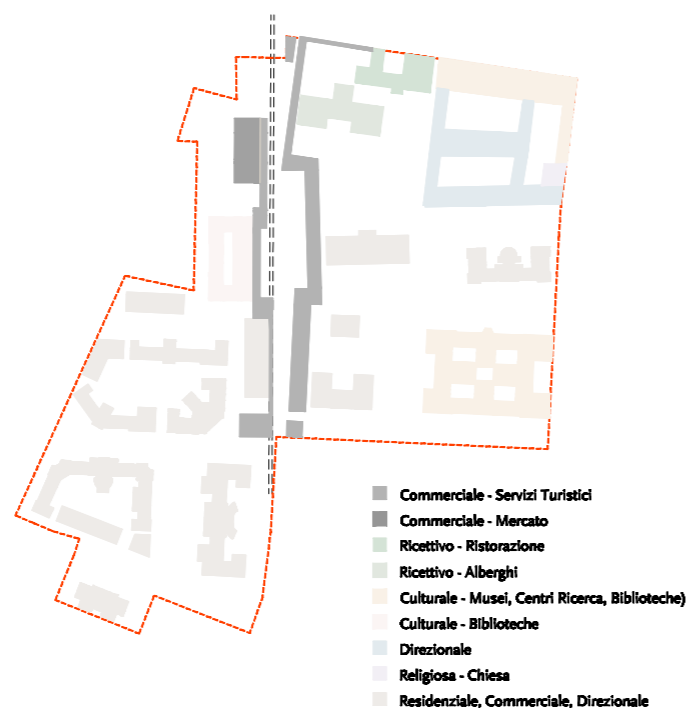 Commerciale - Servizi Turistici
Commerciale - Mercato
Ricettivo - Ristorazione
Ricettivo - Alberghi
Culturale - Musei, Centri Ricerca, Biblioteche)
Culturale - Biblioteche
Direzionale
Religiosa - Chiesa
Residenziale, Commerciale, Direzionale